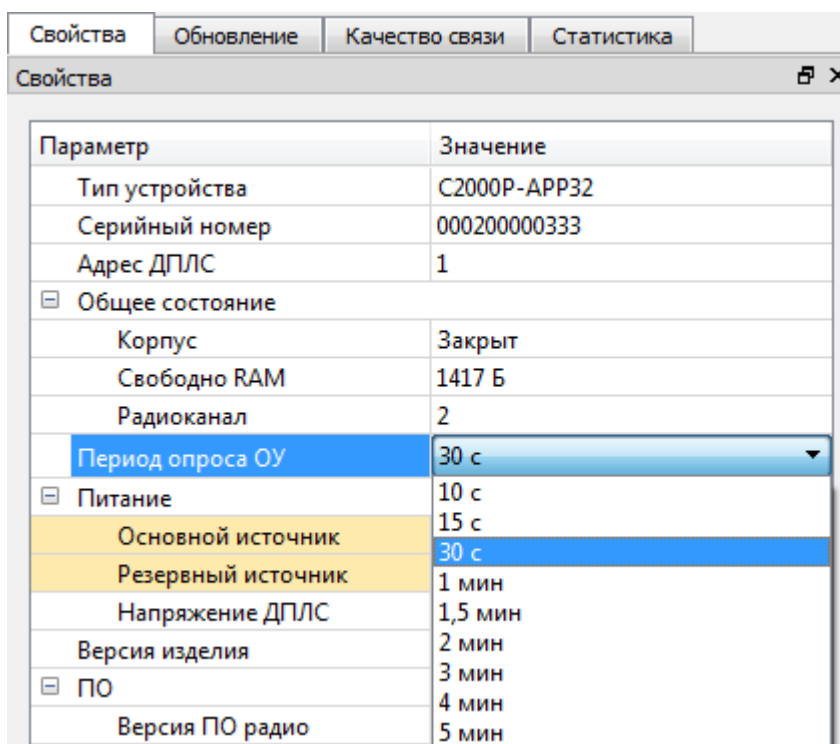 Свойства Обновление Качество связи Статистика
Свойства
Параметр Значение
Тип устройства С2000Р-АРР32
Серийный номер 000200000333
Адрес ДПЛС 1
Общее состояние
Корпус Закрыт
Свободно RAM 1417 Б
Радиоканал 2
Период опроса ОУ 30 с
10 с
Питание
15 с
Основной источник
30 с
Резервный источник
1 мин
Напряжение ДПЛС
1,5 мин
2 мин
Версия изделия
3 мин
ПО
4 мин
Версия ПО радио
5 мин